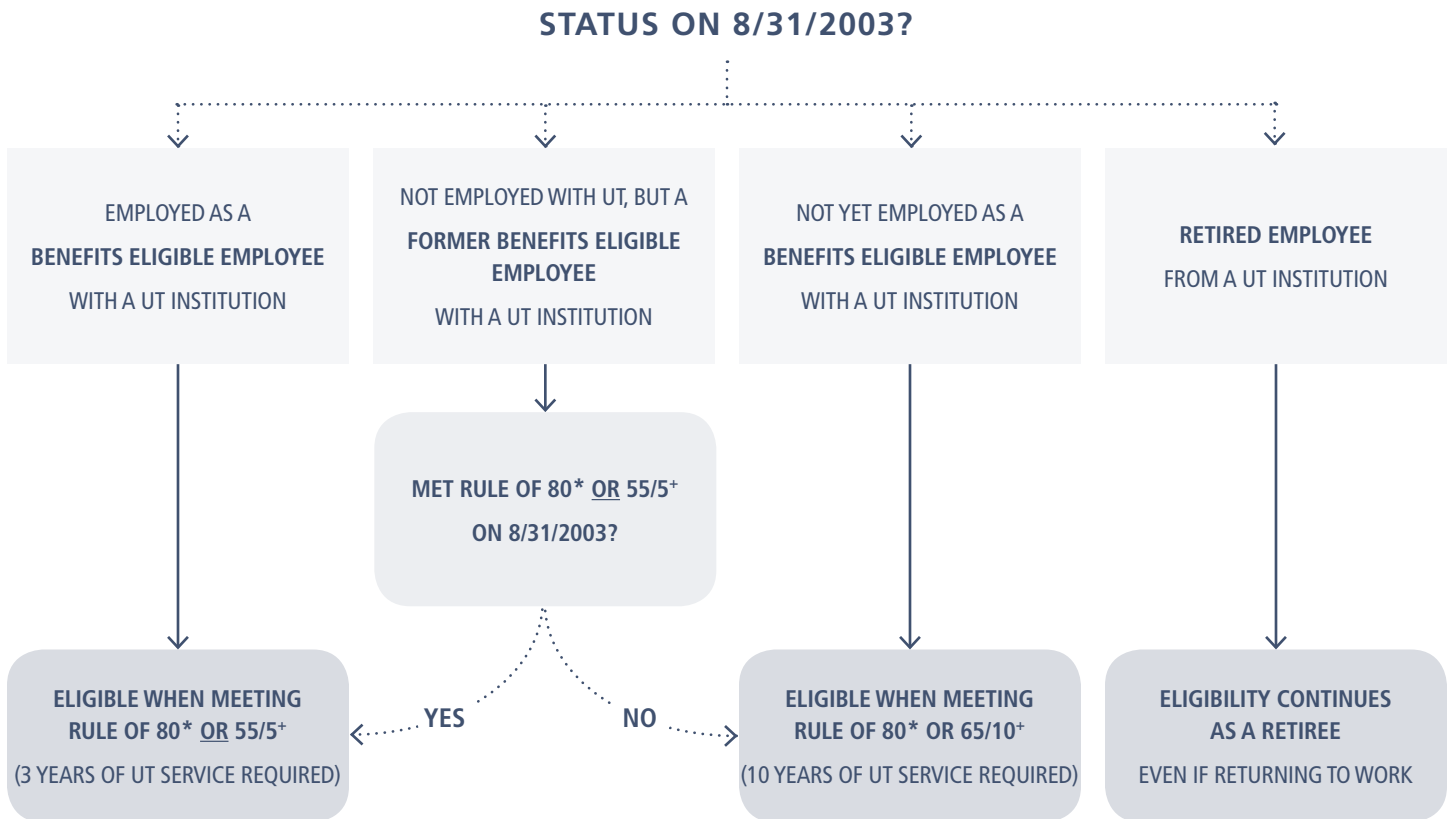 STATUS ON 8/31/2003?
EMPLOYED AS A
BENEFITS ELIGIBLE EMPLOYEE
WITH A UT INSTITUTION
NOT EMPLOYED WITH UT, BUT A
FORMER BENEFITS ELIGIBLE
EMPLOYEE
WITH A UT INSTITUTION
NOT YET EMPLOYED AS A
BENEFITS ELIGIBLE EMPLOYEE
WITH A UT INSTITUTION
RETIRED EMPLOYEE
FROM A UT INSTITUTION
MET RULE OF 80* OR 55/5+
ON 8/31/2003?
YES
NO
ELIGIBLE WHEN MEETING
RULE OF 80* OR 55/5+
(3 YEARS OF UT SERVICE REQUIRED)
ELIGIBLE WHEN MEETING
RULE OF 80* OR 65/10+
(10 YEARS OF UT SERVICE REQUIRED)
ELIGIBILITY CONTINUES
AS A RETIREE
EVEN IF RETURNING TO WORK